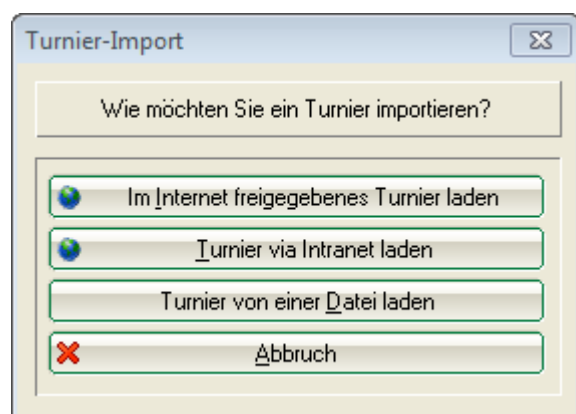 Turnier-Import
Wie möchten Sie ein Turnier importieren?
Im Internet freigegebenes Turnier laden
Turnier via Intranet laden
Turnier von einer Datei laden
Abbruch